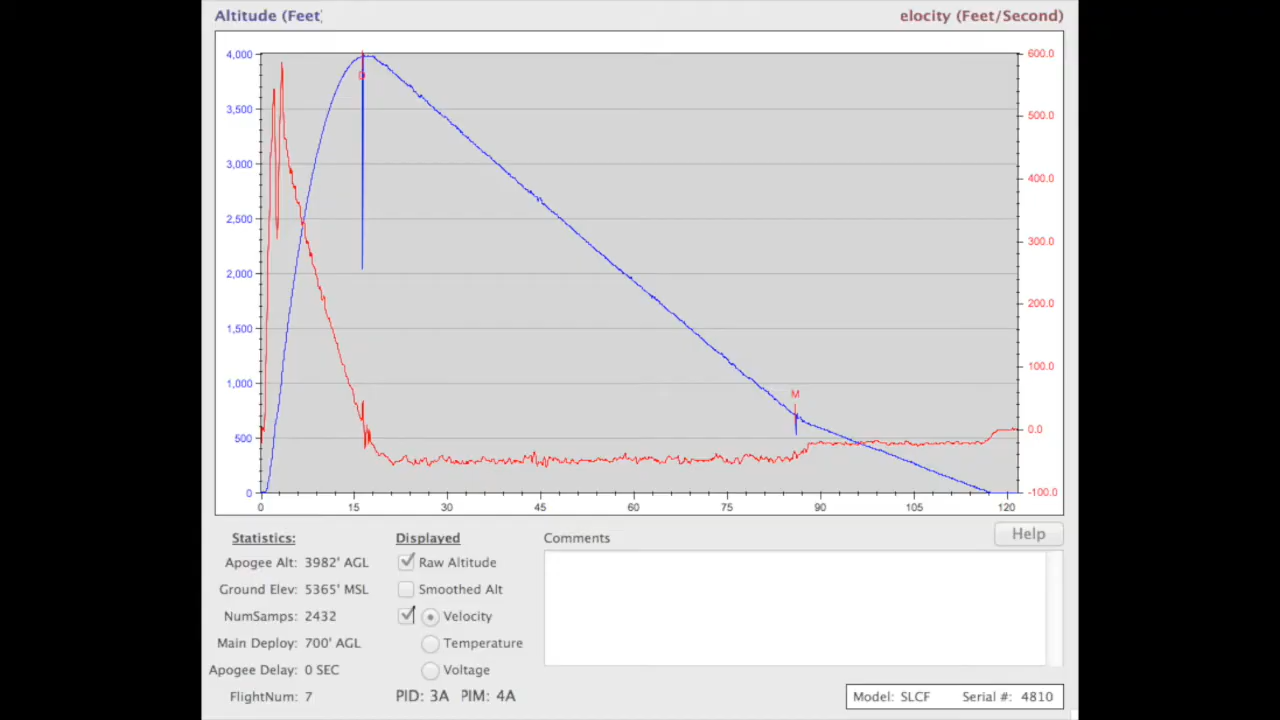 Altitude (Feet)
elocity (Feet/Second)
4,000
3,500
3,000
2,500
2,000
1,500
1,000
500
0
600.0
500.0
400.0
300.0
200.0
100.0
0.0
-100.0
D
M
0 15 30 45 60 75 90 105 120
Statistics:
Apogee Alt: 3982' AGL
Ground Elev: 5365' MSL
NumSamps: 2432
Main Deploy: 700' AGL
Apogee Delay: 0 SEC
FlightNum: 7
Displayed
Raw Altitude
Smoothed Alt
Velocity
Temperature
Voltage
PID: 3A PIM: 4A
Comments
Help
Model: SLCF Serial #: 4810